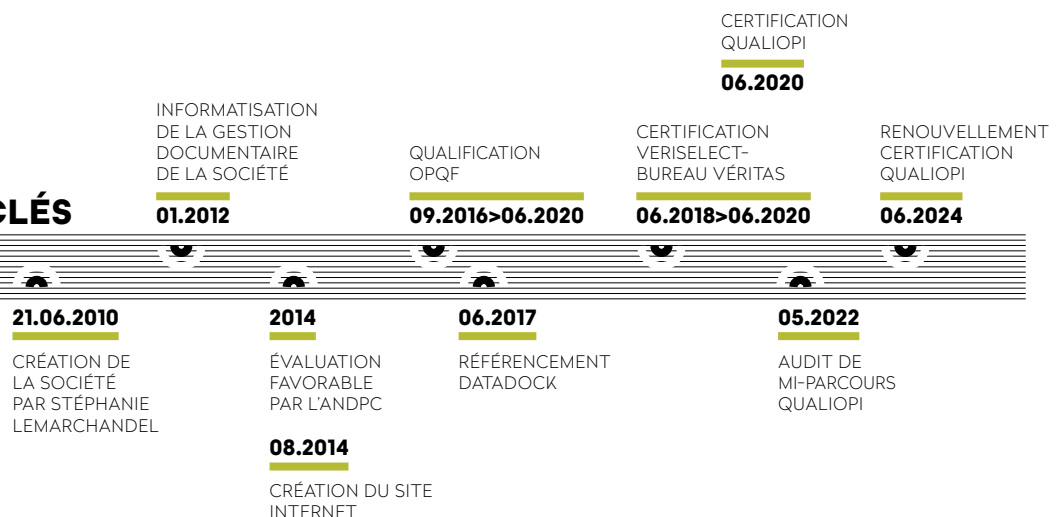 CERTIFICATION
QUALIOPI
06.2020
INFORMATISATION
DE LA GESTION
DOCUMENTAIRE
DE LA SOCIÉTÉ
01.2012
QUALIFICATION
OPQF
09.2016>06.2020
CERTIFICATION
VERISELECT-
BUREAU VÉRITAS
06.2018>06.2020
RENOUVELLEMENT
CERTIFICATION
QUALIOPI
06.2024
CLÉS
21.06.2010
CRÉATION DE
LA SOCIÉTÉ
PAR STÉPHANIE
LEMARCHANDEL
2014
ÉVALUATION
FAVORABLE
PAR L'ANDPC
08.2014
CRÉATION DU SITE
INTERNET
06.2017
RÉFÉRENCEMENT
DATADOCK
05.2022
AUDIT DE
MI-PARCOURS
QUALIOPI